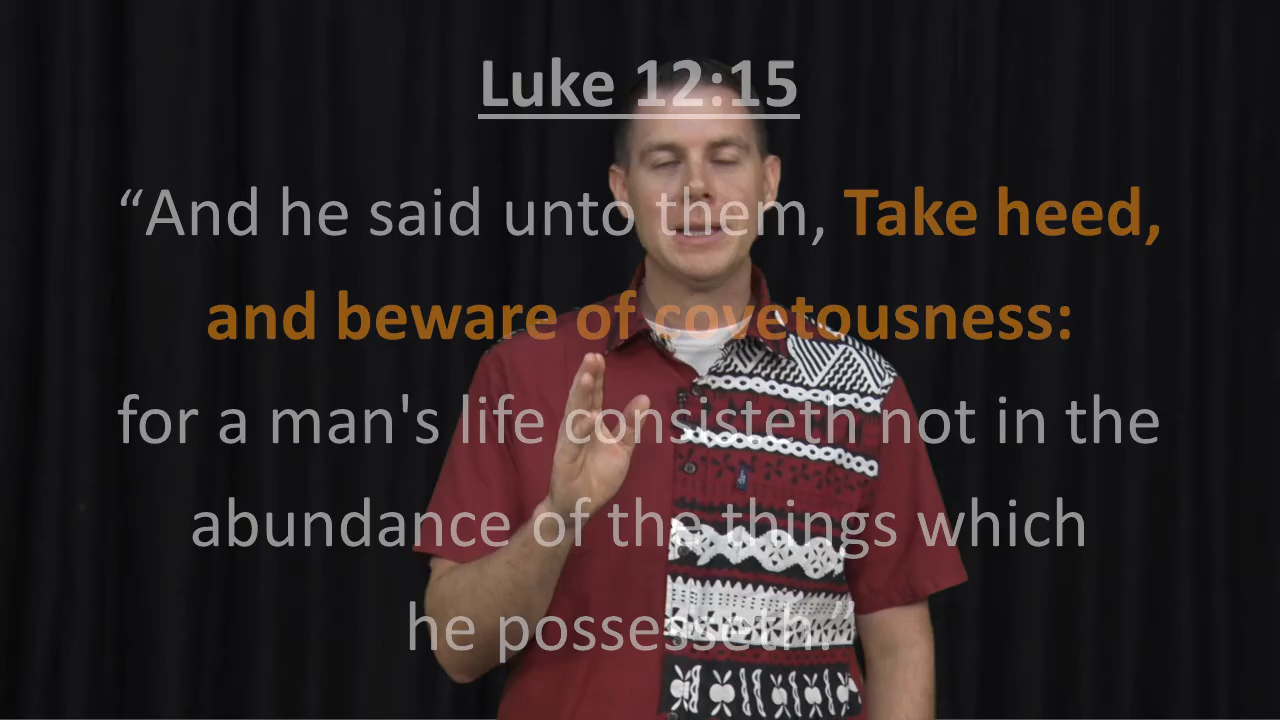 Luke 12:15
“And he said unto them, Take heed,
and beware of covetousness:
for a man's life consisteth not in the
abundance of the things which
he possesseth.”